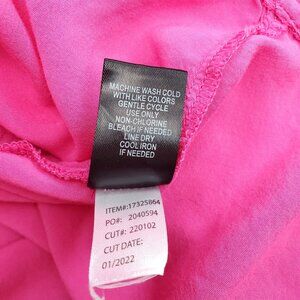 MACHINE WASH COLD
WITH LIKE COLORS
GENTLE CYCLE
USE ONLY
NON-CHLORINE
BLEACH IF NEEDED
LINE DRY
COOL IRON
IF NEEDED
ITEM#:17325864
PO#: 2040594
CUT#: 220102
CUT DATE:
01/2022